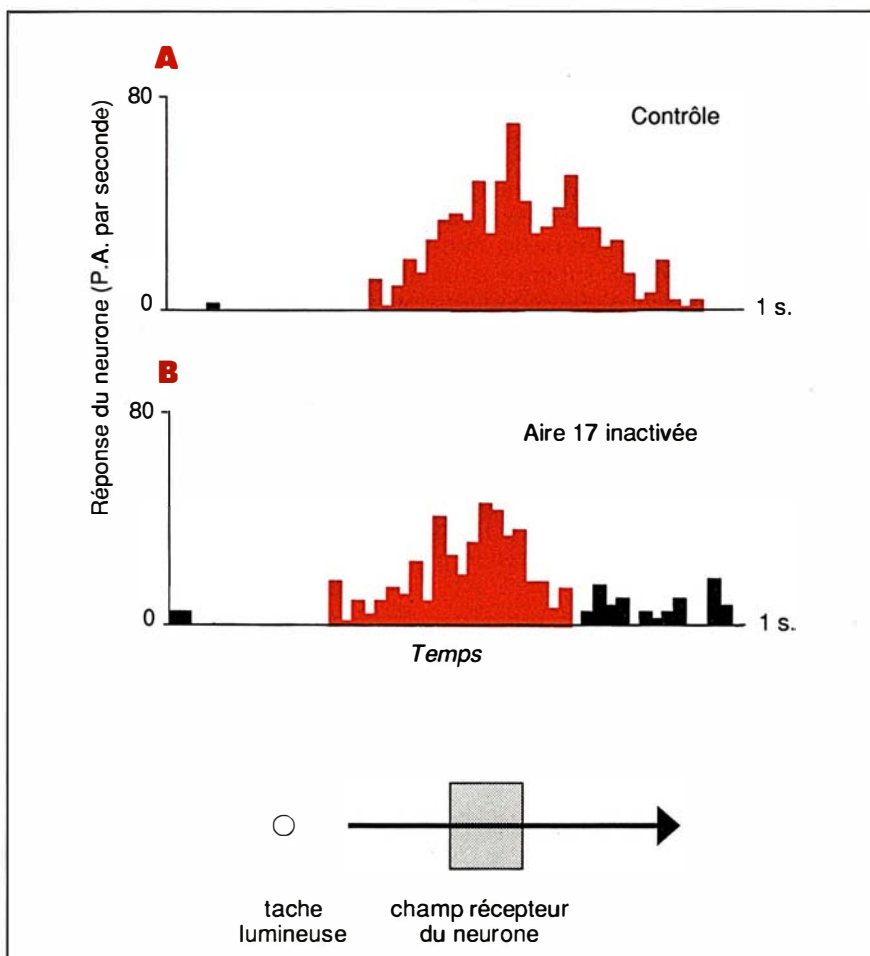 A
80
Contrôle
Réponse du neurone (P.A. par seconde)
0
1 s.
B
80
Aire 17 inactivée
0
1 s.
Temps
tache
lumineuse
champ récepteur
du neurone